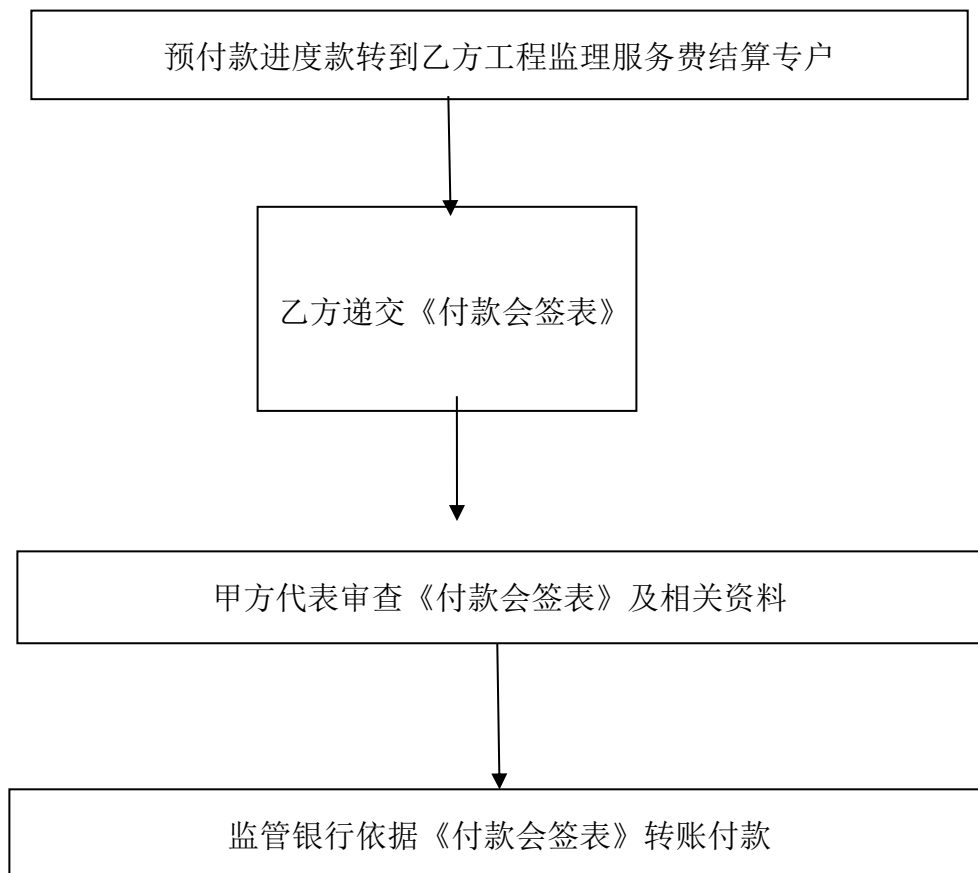 预付款进度款转到乙方工程监理服务费结算专户
乙方递交《付款会签表》
甲方代表审查《付款会签表》及相关资料
监管银行依据《付款会签表》转账付款